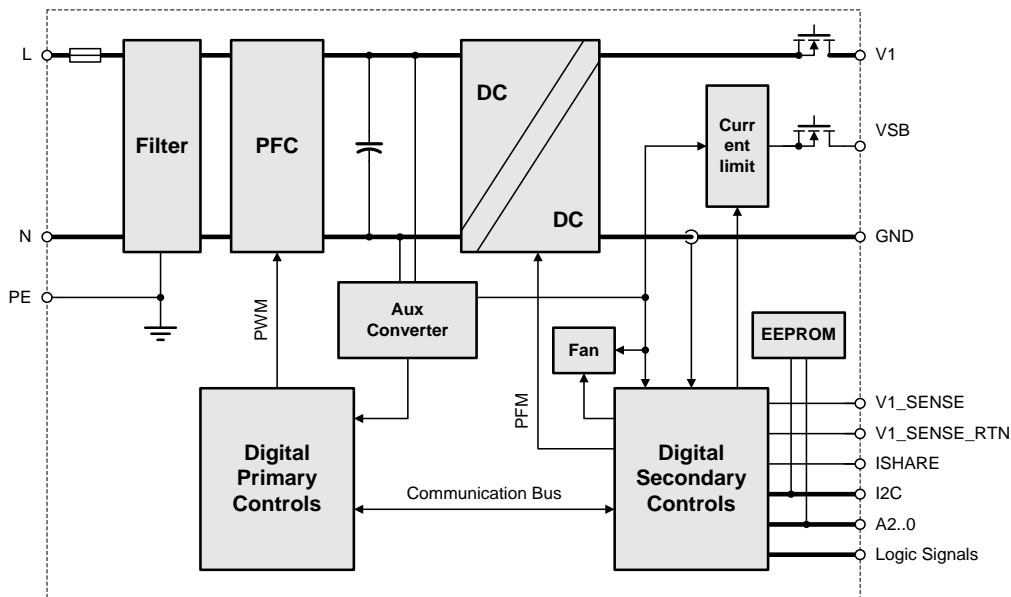 L
V1
DC
Curr
ent
limit
VSB
Filter
PFC
DC
N
GND
PE
PWM
Aux
Converter
EEPROM
Fan
PFM
V1_SENSE
V1_SENSE_RTN
Digital
Primary
Controls
Digital
Secondary
Controls
ISHARE
Communication Bus
I2C
A2..0
Logic Signals